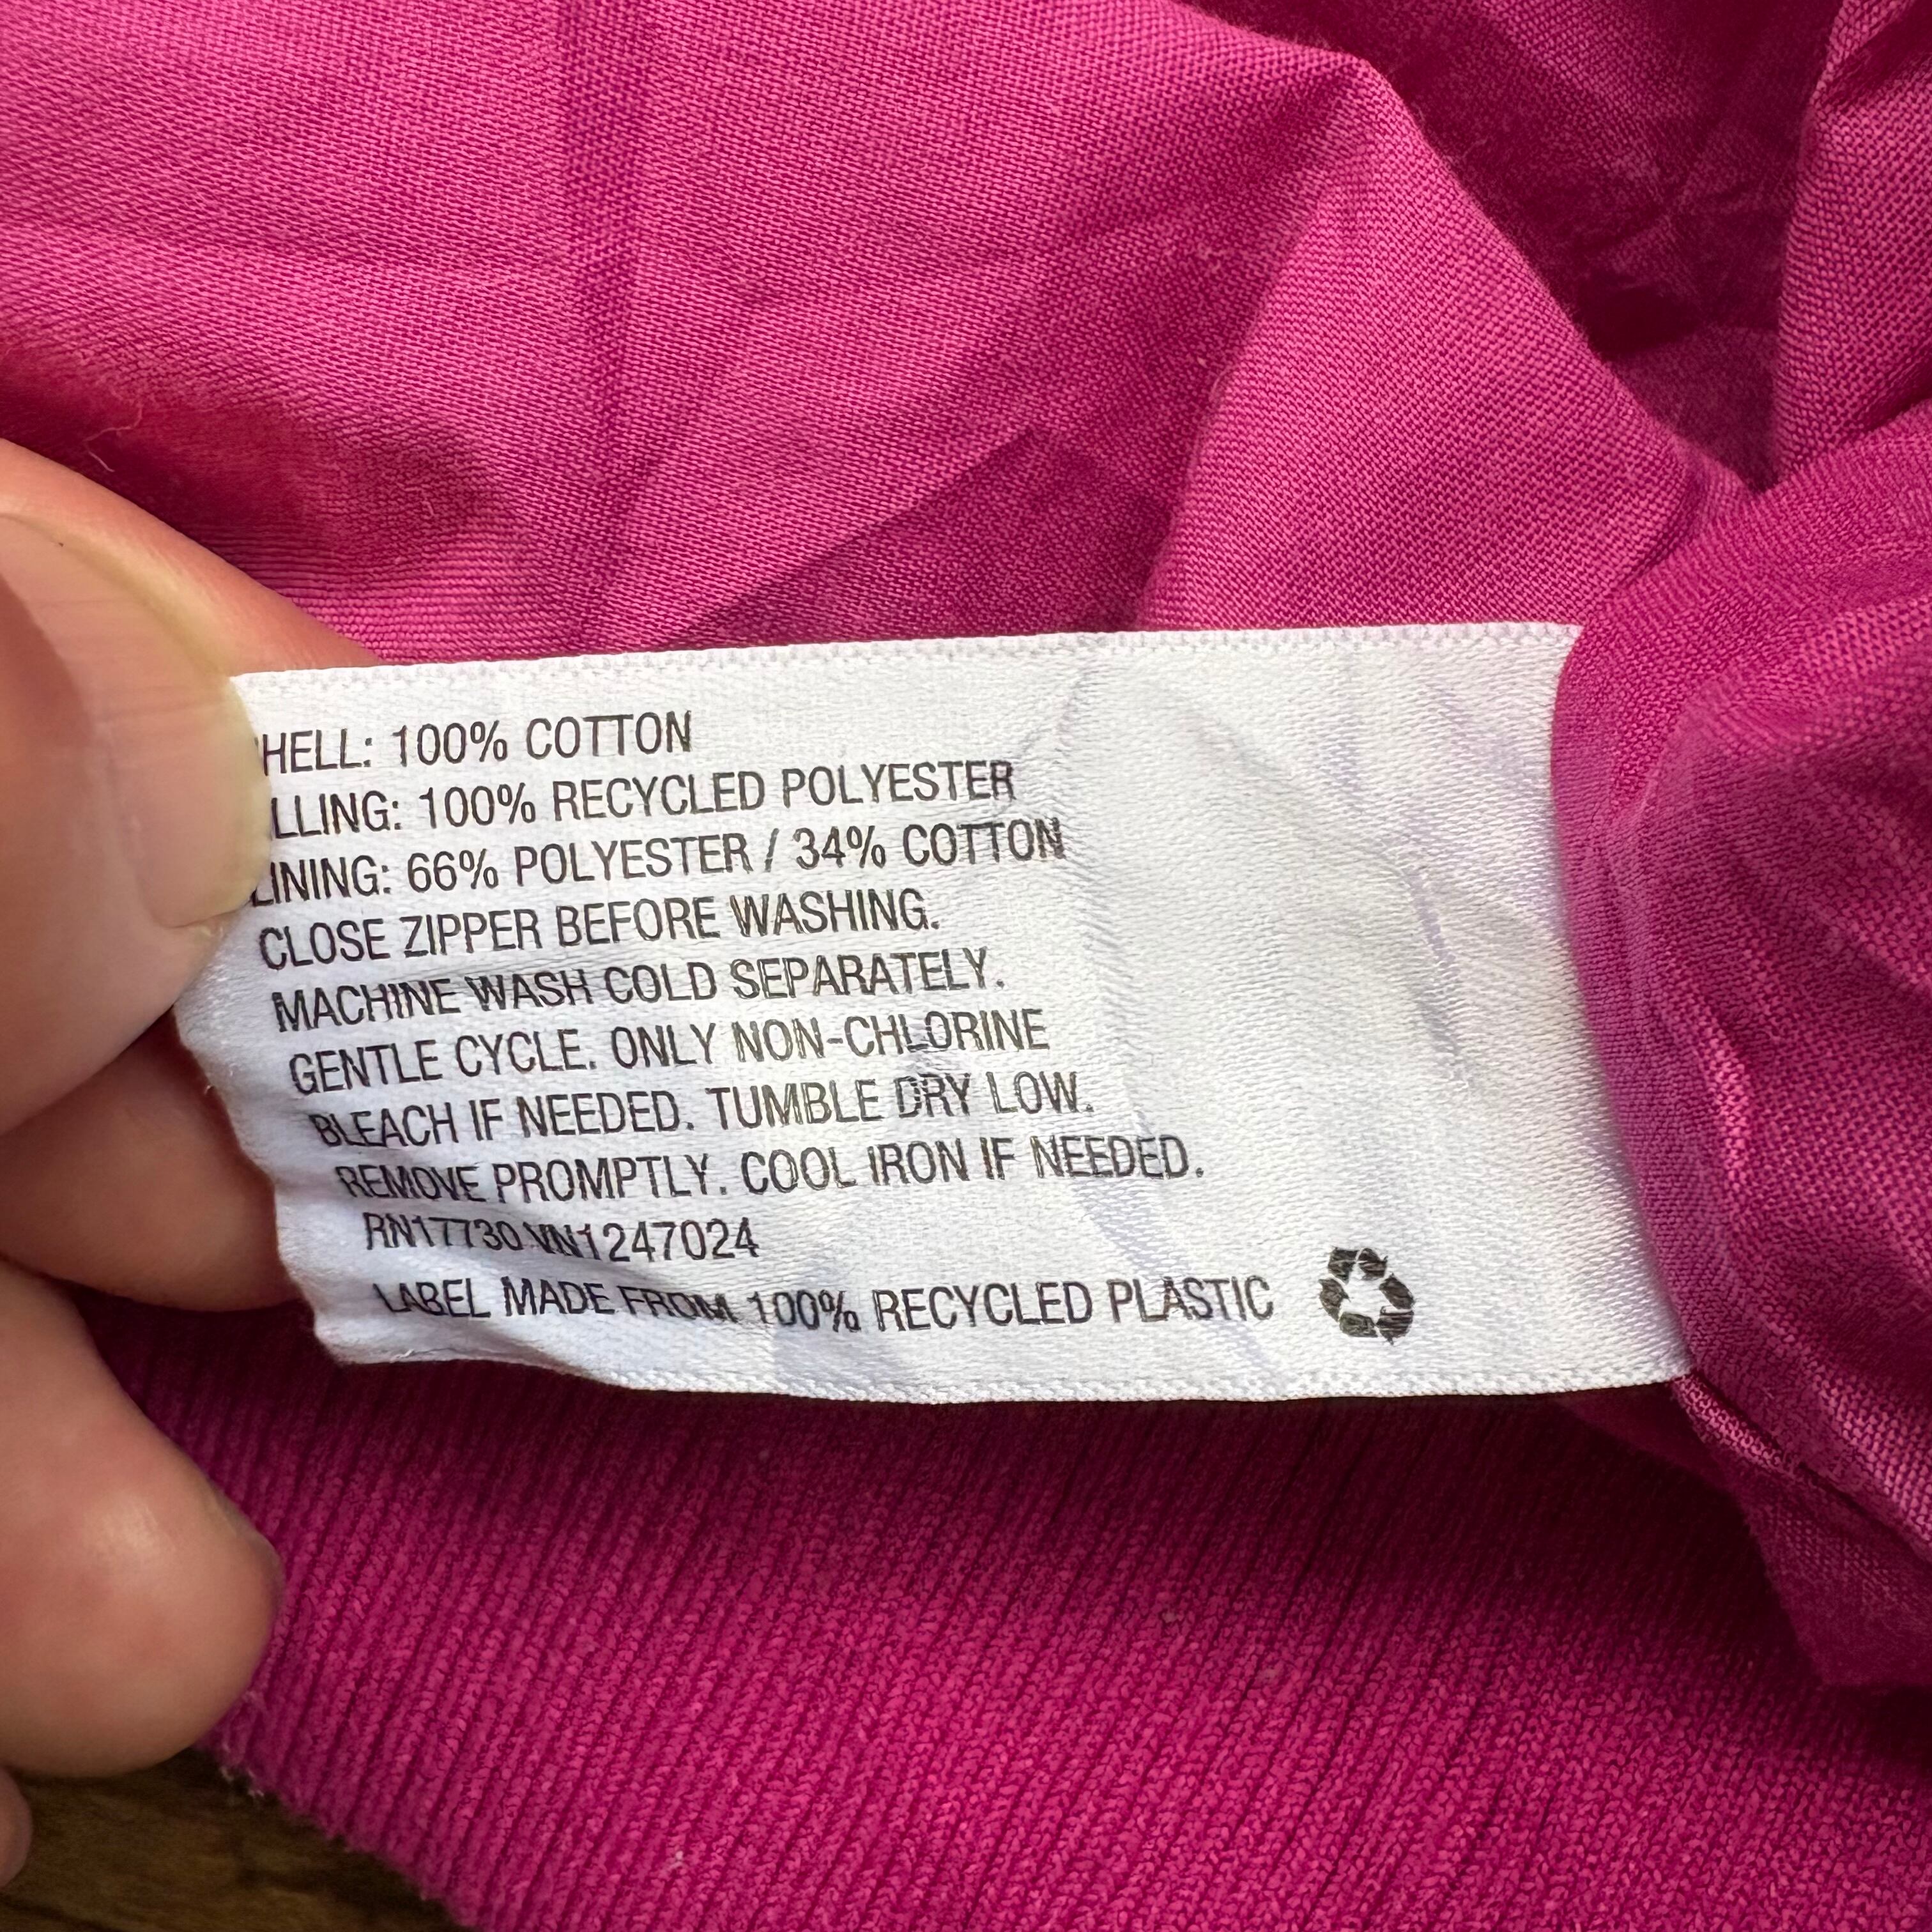 HELL: 100% COTTON
LLING: 100% RECYCLED POLYESTER
LINING: 66% POLYESTER / 34% COTTON
CLOSE ZIPPER BEFORE WASHING.
MACHINE WASH COLD SEPARATELY.
GENTLE CYCLE. ONLY NON-CHLORINE
BLEACH IF NEEDED. TUMBLE DRY LOW.
REMOVE PROMPTLY. COOL IRON IF NEEDED.
RN17730 VN1247024
LABEL MADE FROM 100% RECYCLED PLASTIC